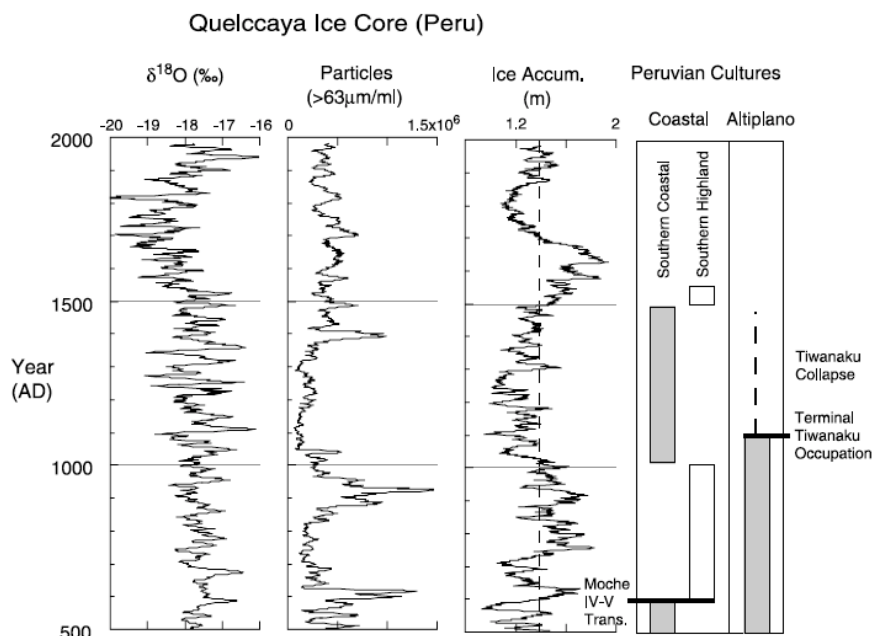 Quelccaya Ice Core (Peru)
δ18O (‰)
Particles
(>63μm/ml)
Ice Accum.
(m)
Peruvian Cultures
Coastal Altiplano
-20 -19 -18 -17 -16
0 1.5x10⁶
1.2 2
2000
1500
1000
500
Year
(AD)
Southern Coastal
Southern Highland
Tiwanaku
Collapse
Terminal
Tiwanaku
Occupation
Moche
IV-V
Trans.